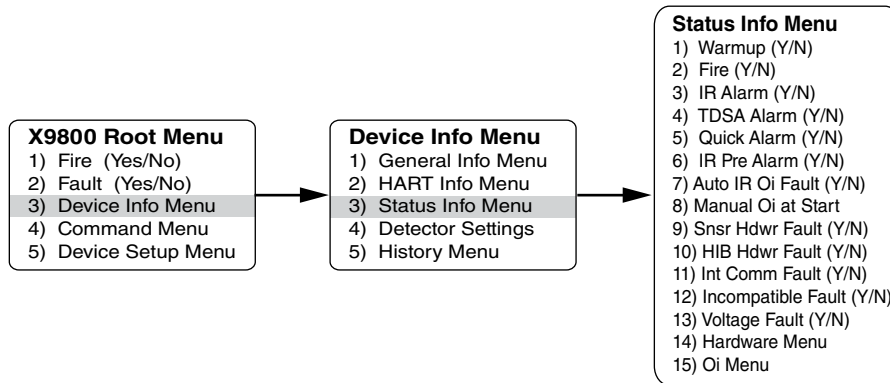 X9800 Root Menu
1) Fire (Yes/No)
2) Fault (Yes/No)
3) Device Info Menu
4) Command Menu
5) Device Setup Menu
Device Info Menu
1) General Info Menu
2) HART Info Menu
3) Status Info Menu
4) Detector Settings
5) History Menu
Status Info Menu
1) Warmup (Y/N)
2) Fire (Y/N)
3) IR Alarm (Y/N)
4) TDSA Alarm (Y/N)
5) Quick Alarm (Y/N)
6) IR Pre Alarm (Y/N)
7) Auto IR Oi Fault (Y/N)
8) Manual Oi at Start
9) Snsr Hdwr Fault (Y/N)
10) HIB Hdwr Fault (Y/N)
11) Int Comm Fault (Y/N)
12) Incompatible Fault (Y/N)
13) Voltage Fault (Y/N)
14) Hardware Menu
15) Oi Menu